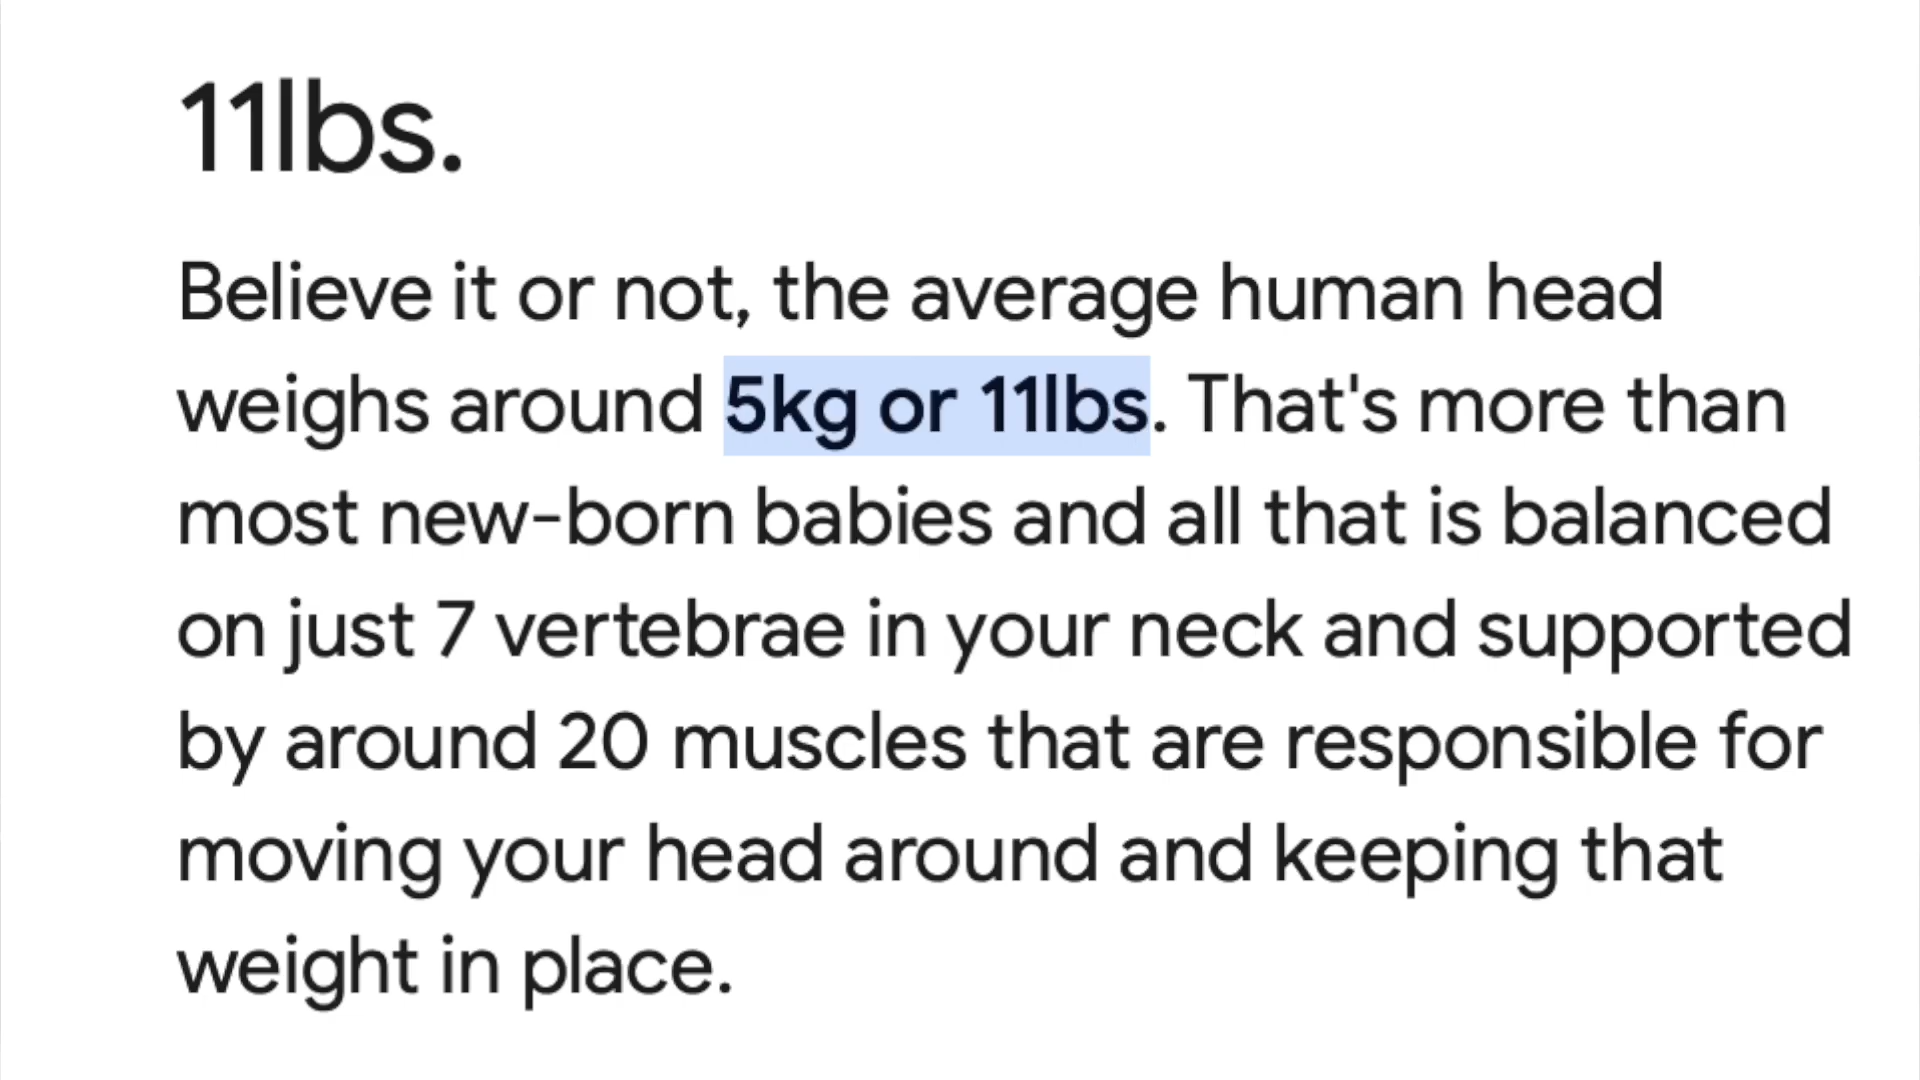 11lbs.
Believe it or not, the average human head
weighs around 5kg or 11lbs. That's more than
most new-born babies and all that is balanced
on just 7 vertebrae in your neck and supported
by around 20 muscles that are responsible for
moving your head around and keeping that
weight in place.